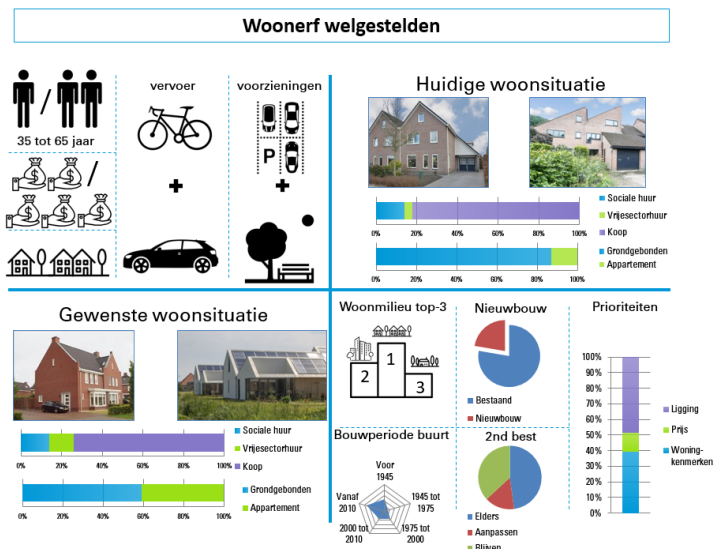 Woonerf welgestelden
35 tot 65 jaar
vervoer
+
voorzieningen
P
+
Huidige woonsituatie
Sociale huur
Vrijesectorhuur
Koop
0% 20% 40% 60% 80% 100%
Grondgebonden
Appartement
0% 20% 40% 60% 80% 100%
Gewenste woonsituatie
Sociale huur
Vrijesectorhuur
Koop
0% 20% 40% 60% 80% 100%
Grondgebonden
Appartement
0% 20% 40% 60% 80% 100%
Woonmilieu top-3
1
2
3
Nieuwbouw
Bestaand
Nieuwbouw
Bouwperiode buurt
Voor
1945
1945 tot
1975
1975 tot
2000
2000 tot
2010
Vanaf
2010
2nd best
Elders
Aanpassen
Blijven
Prioriteiten
100%
90%
80%
70%
60%
50%
40%
30%
20%
10%
0%
Ligging
Prijs
Woning-
kenmerken